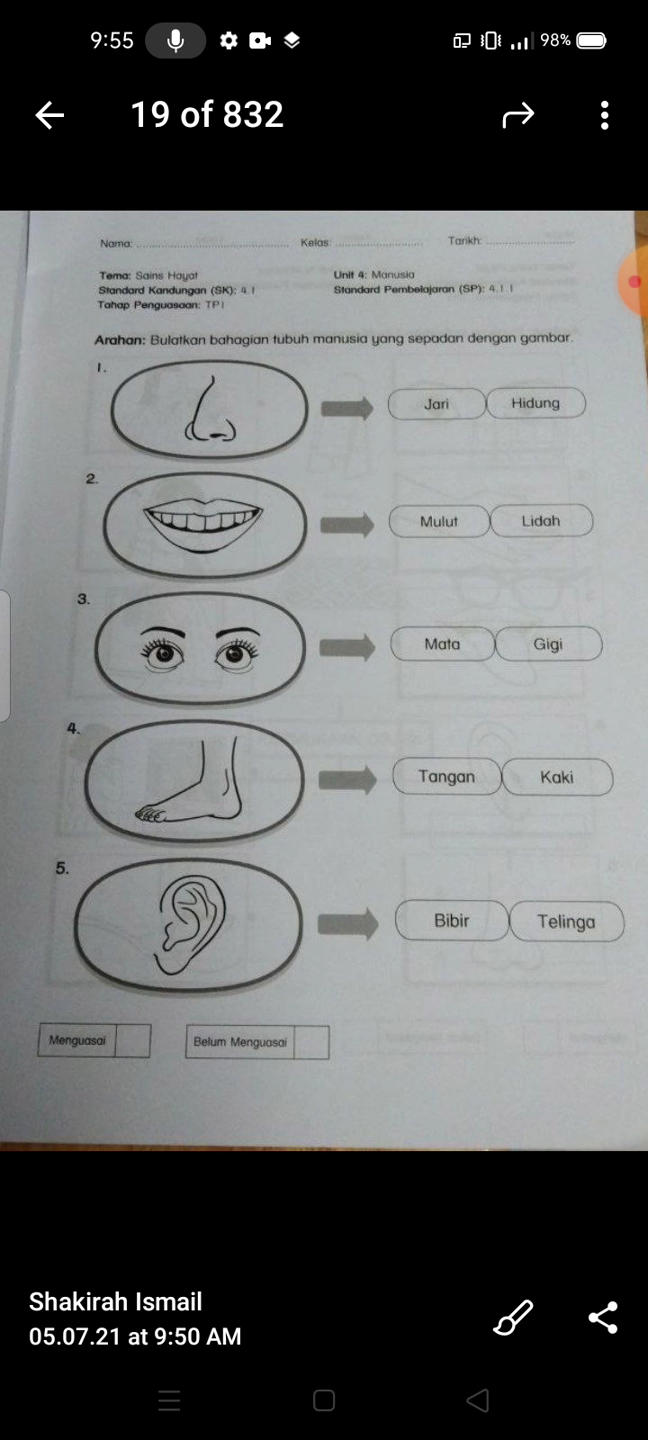 9:55 98%
19 of 832
Nama: Kelas: Tarikh:
Tema: Sains Hayat Unit 4: Manusia
Standard Kandungan (SK): 4.1 Standard Pembelajaran (SP): 4.1.1
Tahap Penguasaan: TP1
Arahan: Bulatkan bahagian tubuh manusia yang sepadan dengan gambar.
1.
Jari Hidung
2.
Mulut Lidah
3.
Mata Gigi
4.
Tangan Kaki
5.
Bibir Telinga
Menguasai Belum Menguasai
Shakirah Ismail
05.07.21 at 9:50 AM